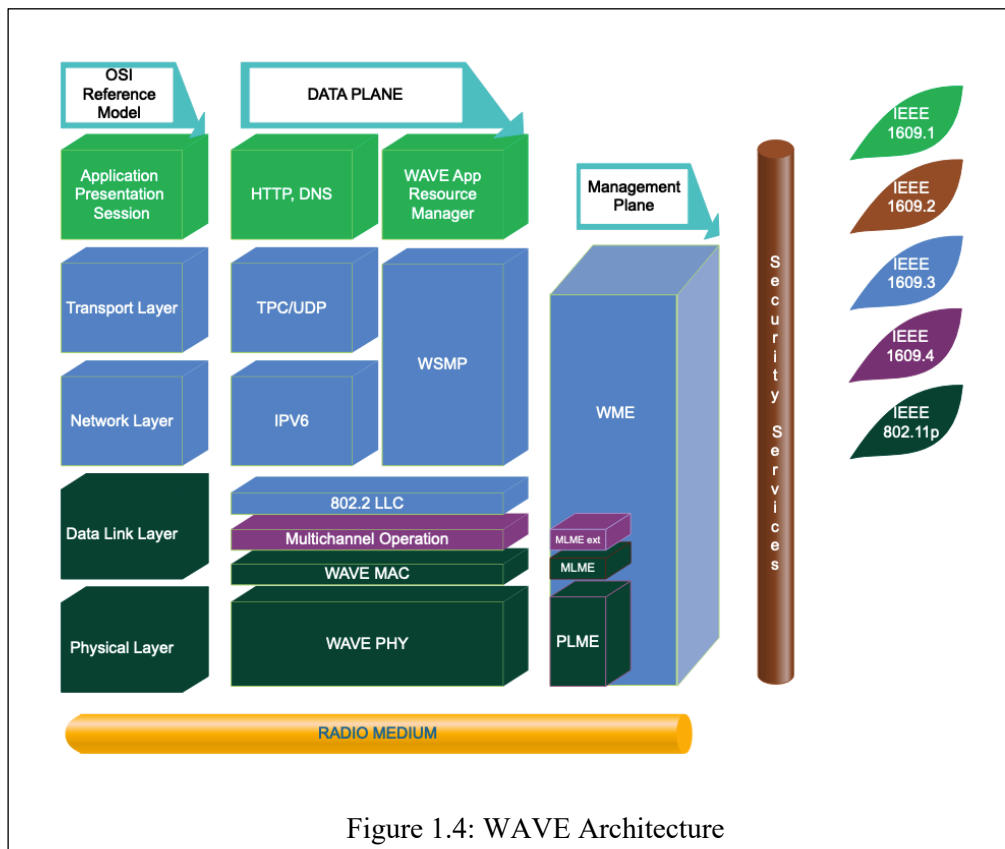 OSI
Reference
Model
DATA PLANE
Application
Presentation
Session
HTTP, DNS
WAVE App
Resource
Manager
Management
Plane
Transport Layer
TPC/UDP
WSMP
Network Layer
IPV6
WME
Data Link Layer
802.2 LLC
Multichannel Operation
WAVE MAC
MLME ext
MLME
Physical Layer
WAVE PHY
PLME
RADIO MEDIUM
Security Services
IEEE
1609.1
IEEE
1609.2
IEEE
1609.3
IEEE
1609.4
IEEE
802.11p
Figure 1.4: WAVE Architecture